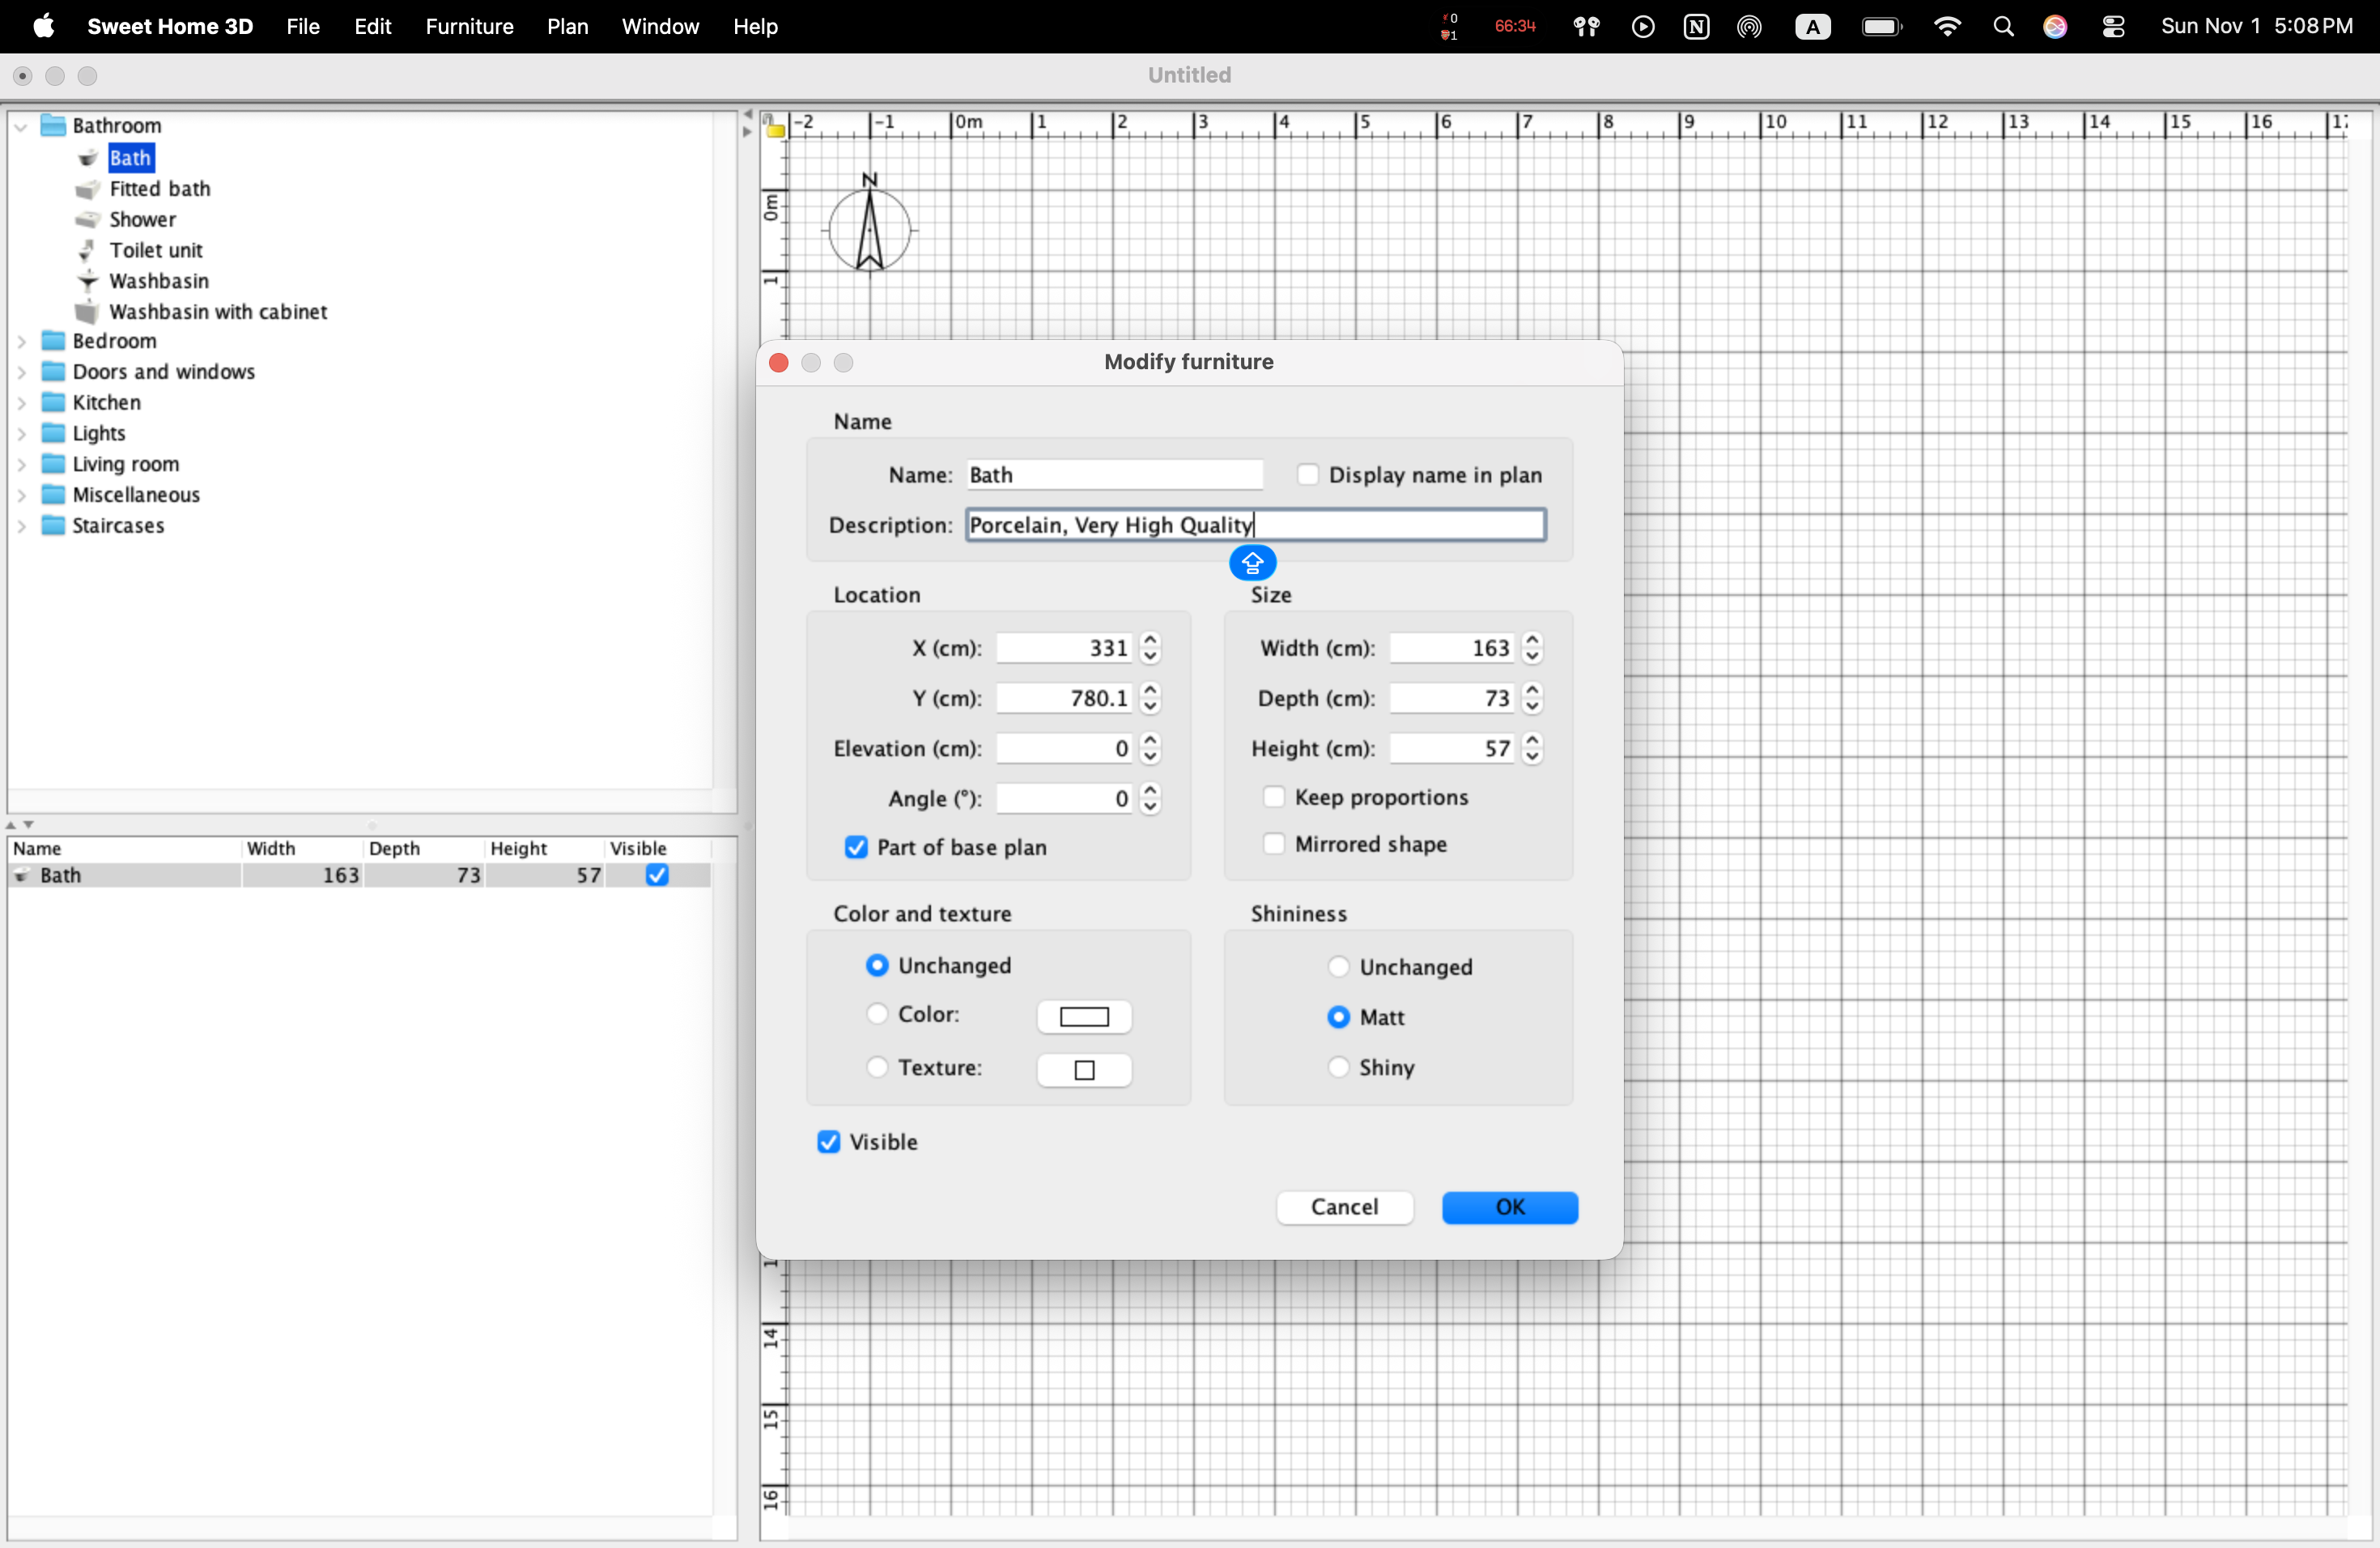 Sweet Home 3D File Edit Furniture Plan Window Help 0 1 66:34 N A Sun Nov 1 5:08 PM
Untitled
Bathroom
Bath
Fitted bath
Shower
Toilet unit
Washbasin
Washbasin with cabinet
Bedroom
Doors and windows
Kitchen
Lights
Living room
Miscellaneous
Staircases
Name Width Depth Height Visible
Bath 163 73 57
-2 -1 0m 1 2 3 4 5 6 7 8 9 10 11 12 13 14 15 16
N
0m
1
14
15
16
Modify furniture
Name
Name: Bath Display name in plan
Description: Porcelain, Very High Quality
Location
X (cm): 331
Y (cm): 780.1
Elevation (cm): 0
Angle (°): 0
Part of base plan
Size
Width (cm): 163
Depth (cm): 73
Height (cm): 57
Keep proportions
Mirrored shape
Color and texture
Unchanged
Color:
Texture:
Shininess
Unchanged
Matt
Shiny
Visible
Cancel OK